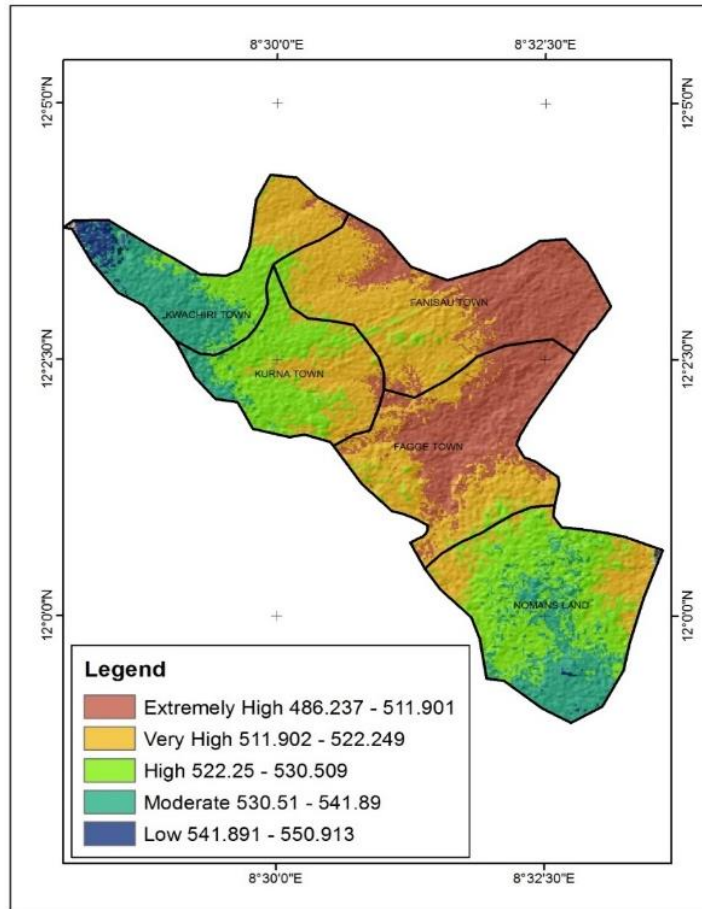 8°30'0"E
8°32'30"E
12°5'0"N
12°5'0"N
KWACHIRI TOWN
FANISAU TOWN
12°2'30"N
12°2'30"N
KURNA TOWN
FAGGE TOWN
NOMANS LAND
12°0'0"N
12°0'0"N
Legend
Extremely High 486.237 - 511.901
Very High 511.902 - 522.249
High 522.25 - 530.509
Moderate 530.51 - 541.89
Low 541.891 - 550.913
8°30'0"E
8°32'30"E